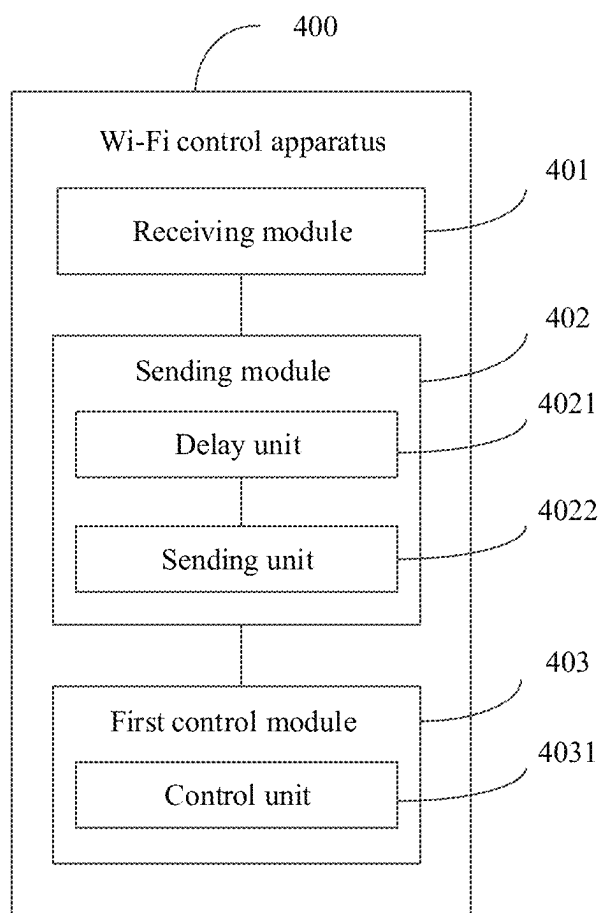 400
Wi-Fi control apparatus
401
Receiving module
402
Sending module
4021
Delay unit
4022
Sending unit
403
First control module
4031
Control unit